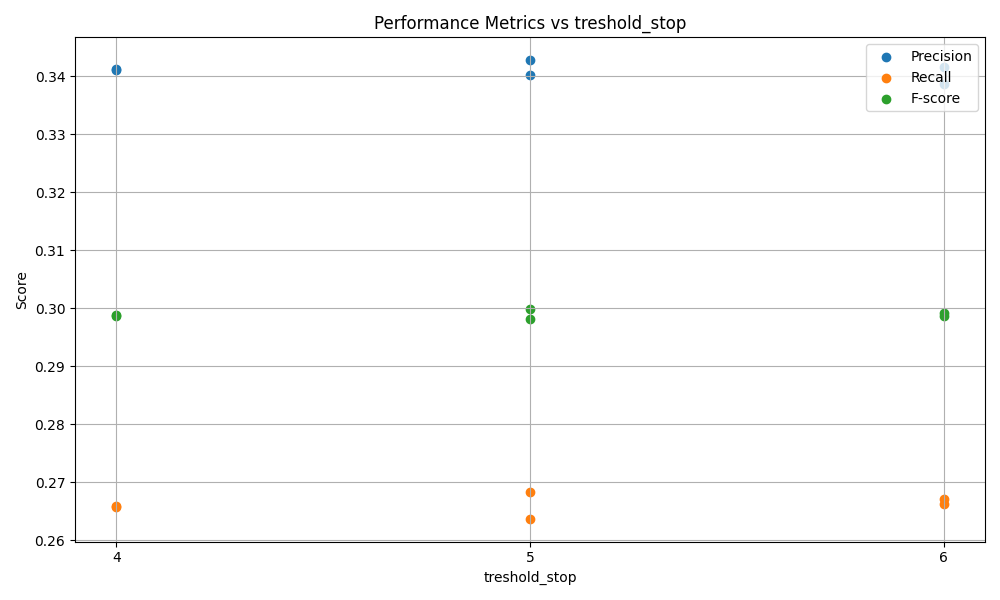 Performance Metrics vs treshold_stop
Precision
Recall
F-score
Score
0.34
0.33
0.32
0.31
0.30
0.29
0.28
0.27
0.26
4
5
6
treshold_stop